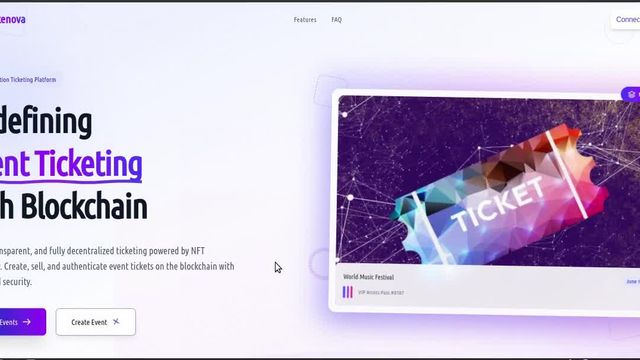 enova
Features FAQ
Connec
tion Ticketing Platform
defining
ent Ticketing
h Blockchain
nsparent, and fully decentralized ticketing powered by NFT
. Create, sell, and authenticate event tickets on the blockchain with
d security.
Events
Create Event
TICKET
World Music Festival
VIP Access Pass #8187
June